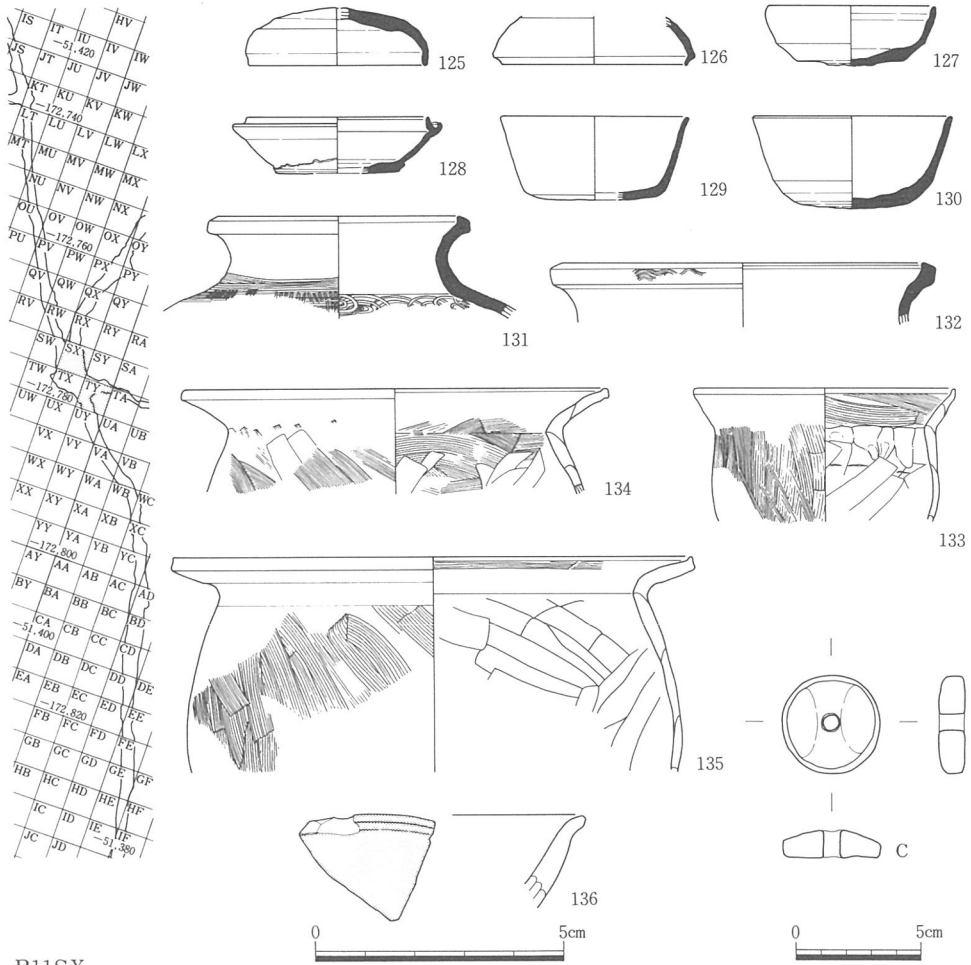 IS IT IU IV HV IW
-51.420
JS JT JU JV JW
KT KU KV KW
-172.740
LT LU LV LW LX
MT MU MV MW MX
NU NV NW NX
OU OV OW OX OY
-172.760
PU PV PW PX PY
QV QW QX QY
RV RW RX RY RA
SW SX SY SA
TW TX TY TA
-172.780
UW UX UY UA UB
VX VY VA VB
WX WY WA WB WC
XX XY XA XB XC
YY YA YB YC
-172.800
AY AA AB AC AD
BY BA BB BC BD
CA CB CC CD
-51.400
DA DB DC DD DE
EA EB EC ED EE
-172.820
FB FC FD FE
GB GC GD GE GF
HB HC HD HE HF
IC ID IE IF
-51.380
JC JD
125
126
127
128
129
130
131
132
134
133
135
136
C
0 5cm
0 5cm